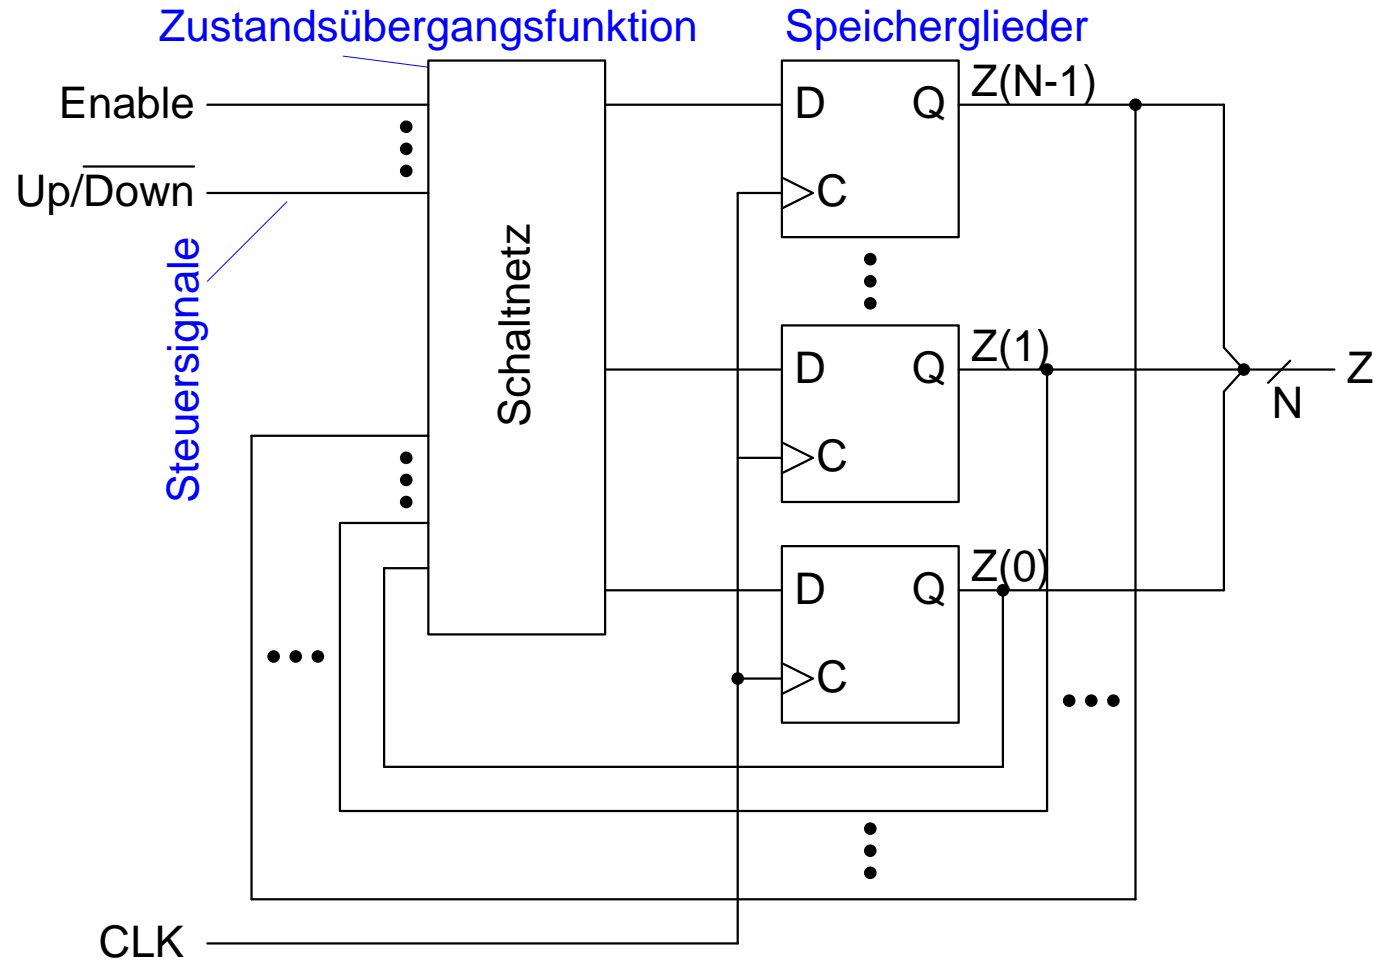 Zustandsübergangsfunktion
Speicherglieder
Enable
Up/Down
Steuersignale
Schaltnetz
D Q Z(N-1)
C
D Q Z(1)
C
Z
N
D Q Z(0)
C
CLK